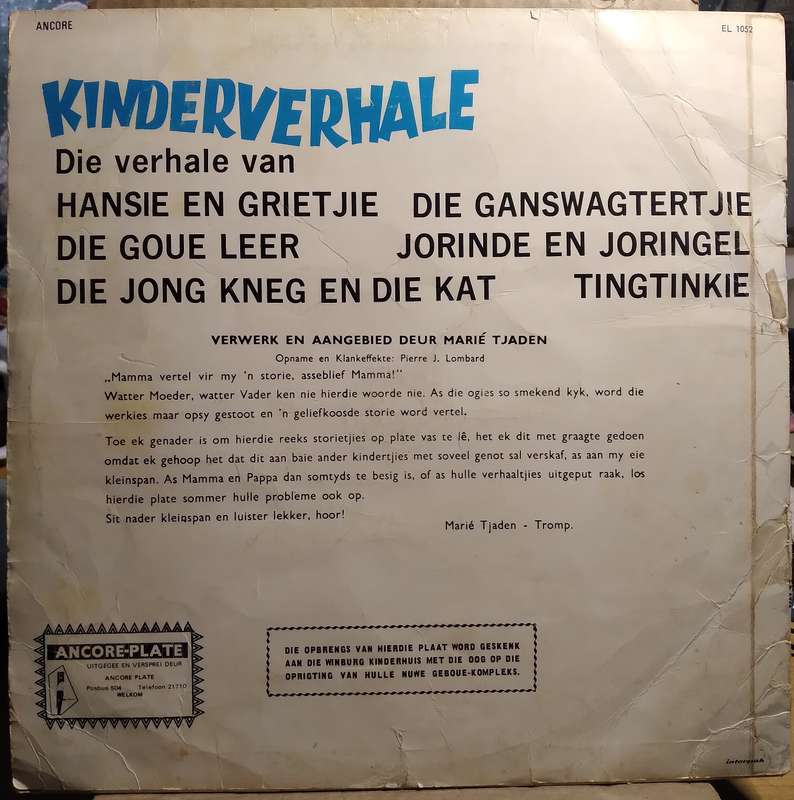 ANCORE
EL 1052
KINDERVERHALE
Die verhale van
HANSIE EN GRIETJIE DIE GANSWAGTERTJIE
DIE GOUE LEER JORINDE EN JORINGEL
DIE JONG KNEG EN DIE KAT TINGTINKIE
VERWERK EN AANGEBIED DEUR MARIÉ TJADEN
Opname en Klankeffekte: Pierre J. Lombard
„Mamma vertel vir my 'n storie, asseblief Mamma!"
Watter Moeder, watter Vader ken nie hierdie woorde nie. As die ogies so smekend kyk, word die
werkies maar opsy gestoot en 'n geliefkoosde storie word vertel.
Toe ek genader is om hierdie reeks storietjies op plate vas te lê, het ek dit met graagte gedoen
omdat ek gehoop het dat dit aan baie ander kindertjies met soveel genot sal verskaf, as aan my eie
kleinspan. As Mamma en Pappa dan somtyds te besig is, of as hulle verhaaltjies uitgeput raak, los
hierdie plate sommer hulle probleme ook op.
Sit nader kleinspan en luister lekker, hoor!
Marié Tjaden - Tromp.
ANCORE-PLATE
UITGEGEE EN VERSPREI DEUR
ANCORE PLATE
Posbus 504 Telefoon 21710
WELKOM
DIE OPBRENGS VAN HIERDIE PLAAT WORD GESKENK
AAN DIE WINBURG KINDERHUIS MET DIE OOG OP DIE
OPRIGTING VAN HULLE NUWE GEBOUE-KOMPLEKS.
interpak